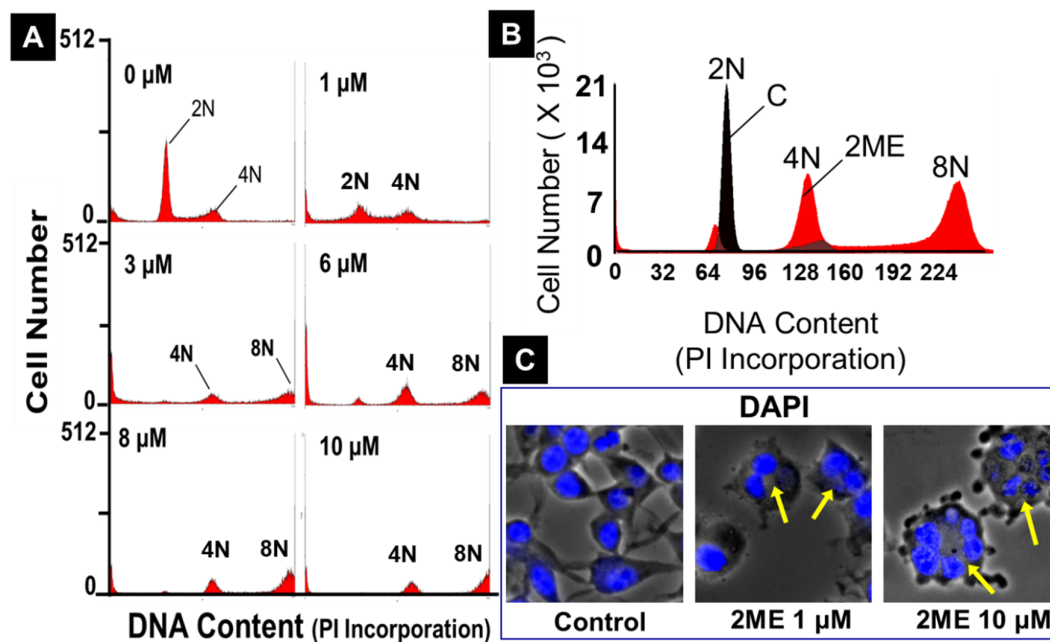 A
512
0 µM
2N
4N
0
1 µM
2N
4N
512
3 µM
4N
8N
0
6 µM
4N
8N
512
8 µM
4N
8N
0
10 µM
4N
8N
Cell Number
DNA Content (PI Incorporation)
B
Cell Number ( X 10³)
21
14
7
0
2N
C
4N
2ME
8N
0 32 64 96 128 160 192 224
DNA Content
(PI Incorporation)
C
DAPI
Control
2ME 1 µM
2ME 10 µM